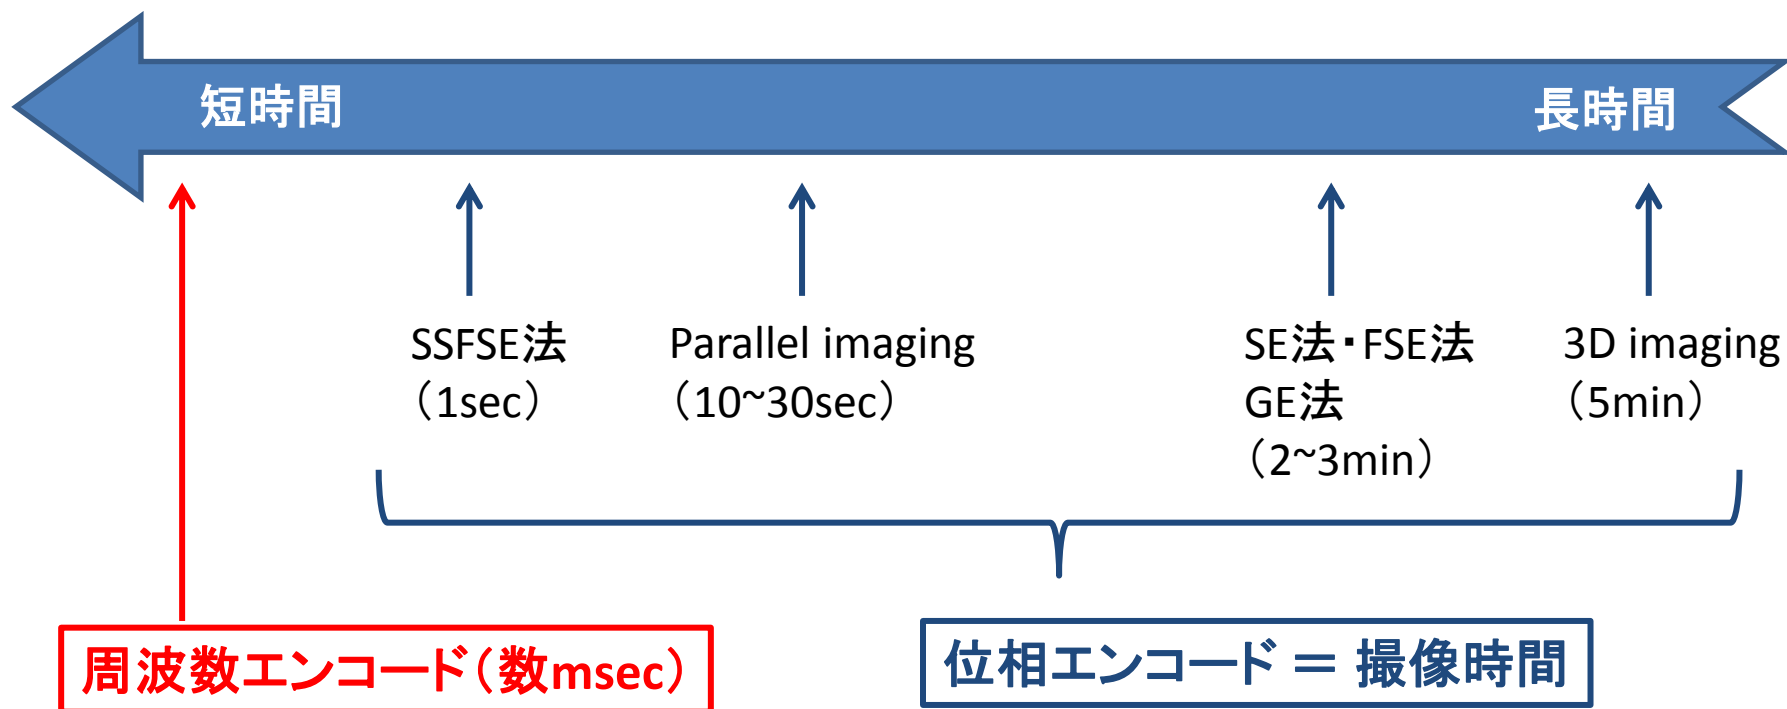 短時間
長時間
SSFSE法
（1sec）
Parallel imaging
（10~30sec）
SE法・FSE法
GE法
（2~3min）
3D imaging
（5min）
周波数エンコード（数msec）
位相エンコード ＝ 撮像時間